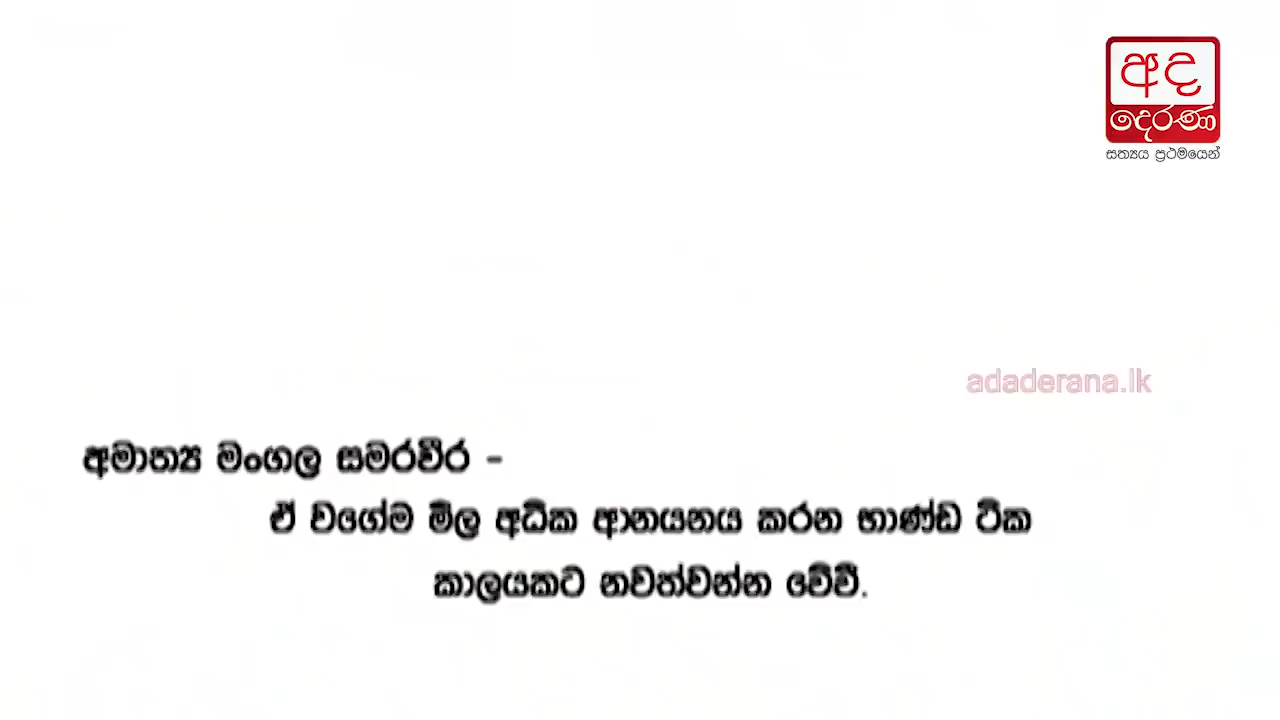 අද
දෙරණ
සත්‍යය ප්‍රථමයෙන්
adaderana.lk
අමාත්‍ය මංගල සමරවීර -
ඒ වගේම මිල අධික ආනයනය කරන භාණ්ඩ ටික
කාලයකට නවත්වන්න වේවි.